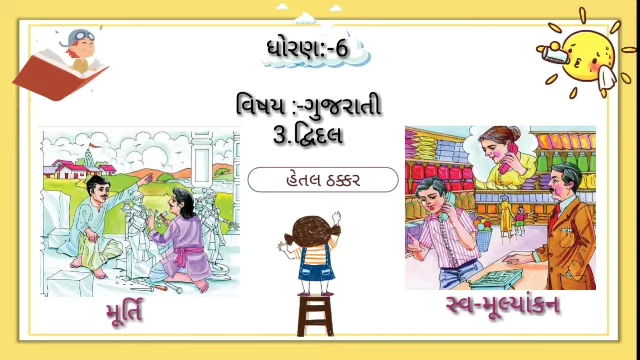 ધોરણ:-6
વિષય :-ગુજરાતી
3.દ્વિદલ
હેતલ ઠક્કર
મૂર્તિ
સ્વ-મૂલ્યાંકન